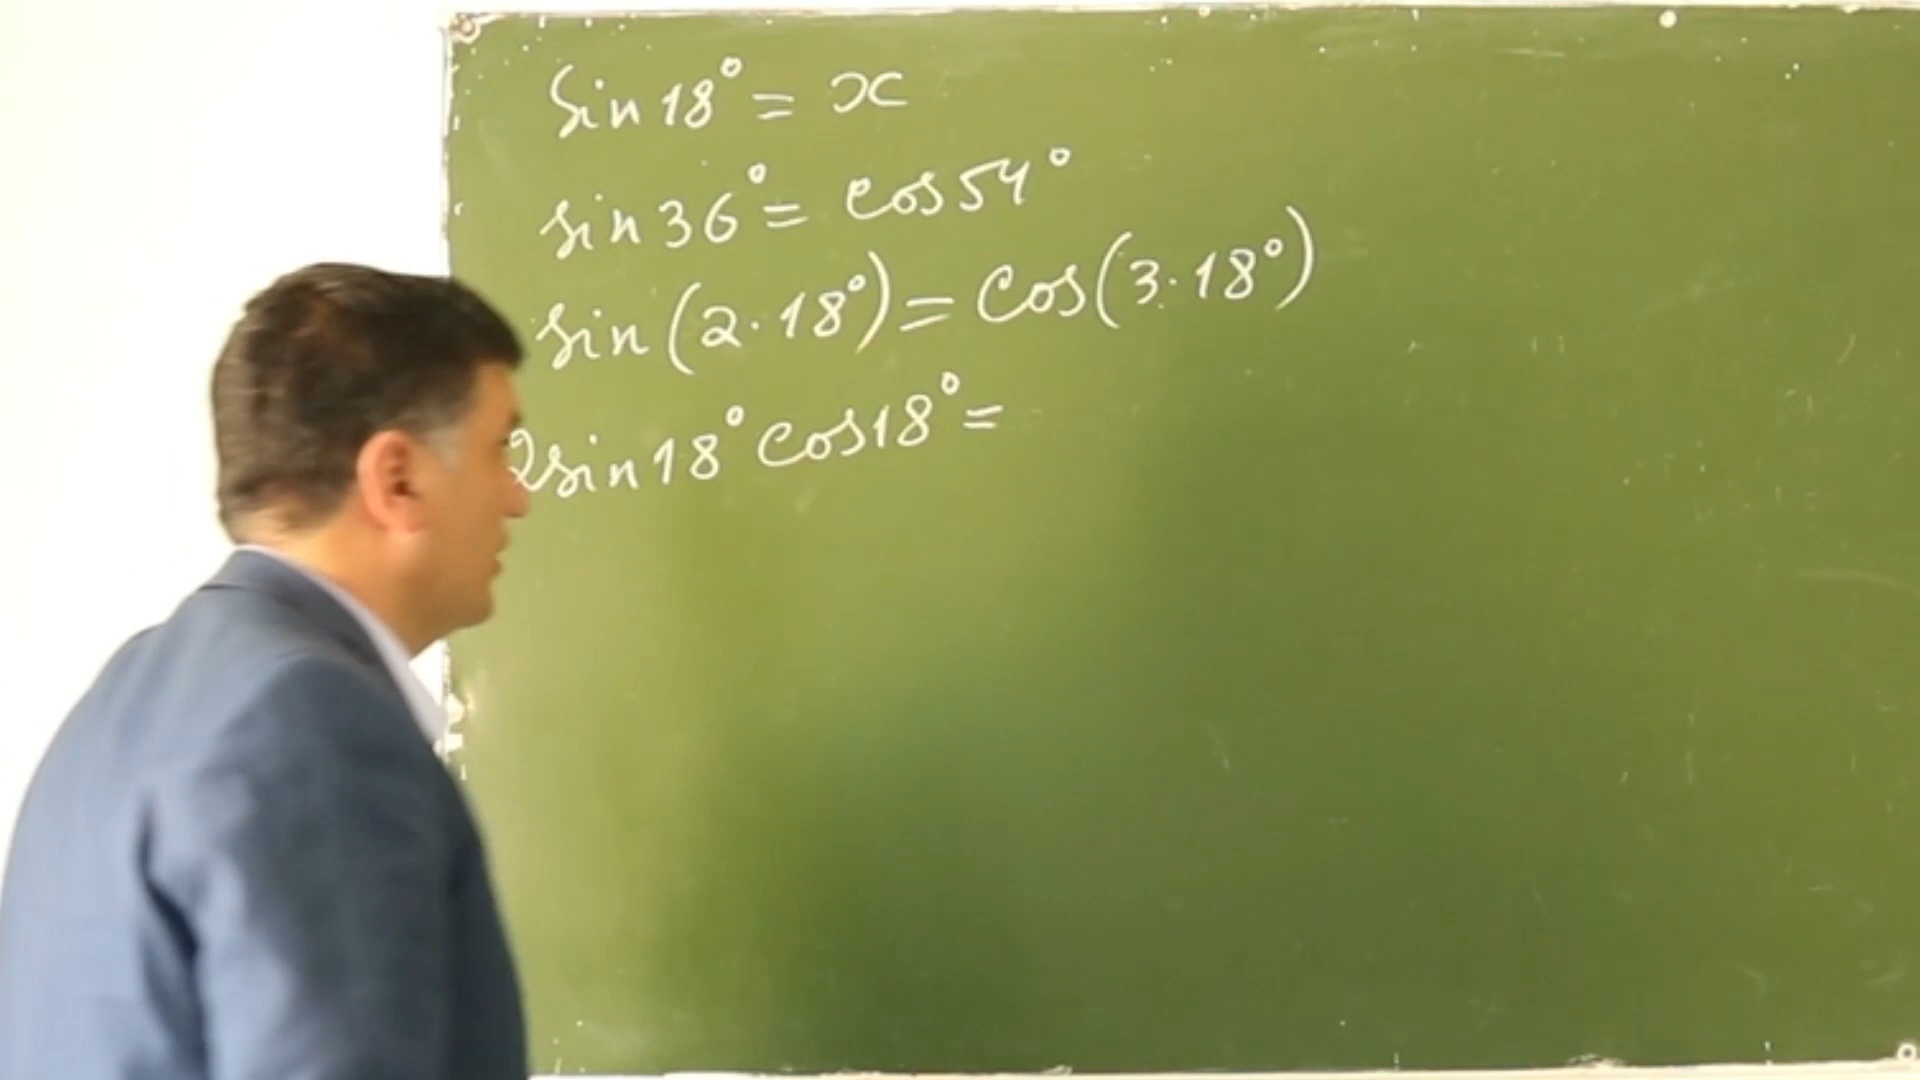 sin 18° = x
sin 36° = cos 54°
sin (2·18°) = cos (3·18°)
2sin 18° cos 18° =